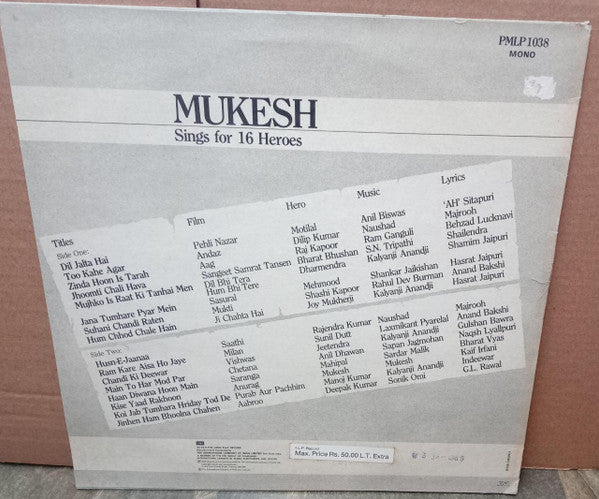 PMLP 1038
MONO
MUKESH
Sings for 16 Heroes
Titles Film Hero Music Lyrics
Side One:
Dil Jalta Hai Pehli Nazar Motilal Anil Biswas 'AH' Sitapuri
Too Kahe Agar Andaz Dilip Kumar Naushad Majrooh
Zinda Hoon Is Tarah Aag Raj Kapoor Ram Ganguli Behzad Lucknavi
Jhoomti Chali Hava Sangeet Samrat Tansen Bharat Bhushan S.N. Tripathi Shailendra
Mujhko Is Raat Ki Tanhai Men Dil Bhi Tera Dharmendra Kalyanji Anandji Shamim Jaipuri
Hum Bhi Tere
Jana Tumhare Pyar Mein Sasural Mehmood Shankar Jaikishan Hasrat Jaipuri
Suhani Chandi Raten Mukti Shashi Kapoor Rahul Dev Burman Anand Bakshi
Hum Chhod Chale Hain Ji Chahta Hai Joy Mukherji Kalyanji Anandji Hasrat Jaipuri
Side Two:
Husn-E-Jaanaa Saathi Rajendra Kumar Naushad Majrooh
Ram Kare Aisa Ho Jaye Milan Sunil Dutt Laxmikant Pyarelal Anand Bakshi
Chandi Ki Deewar Vishwas Jeetendra Kalyanji Anandji Gulshan Bawra
Main To Har Mod Par Chetana Anil Dhawan Sapan Jagmohan Naqsh Lyallpuri
Haan Diwana Hoon Main Saranga Mahipal Sardar Malik Bharat Vyas
Kise Yaad Rakhoon Anurag Mukesh Mukesh Kaif Irfani
Koi Jab Tumhara Hriday Tod De Purab Aur Pachhim Manoj Kumar Kalyanji Anandji Indeewar
Jinhen Ham Bhoolna Chahen Aabroo Deepak Kumar Sonik Omi G.L. Rawal
Max. Price Rs. 50.00 L.T. Extra